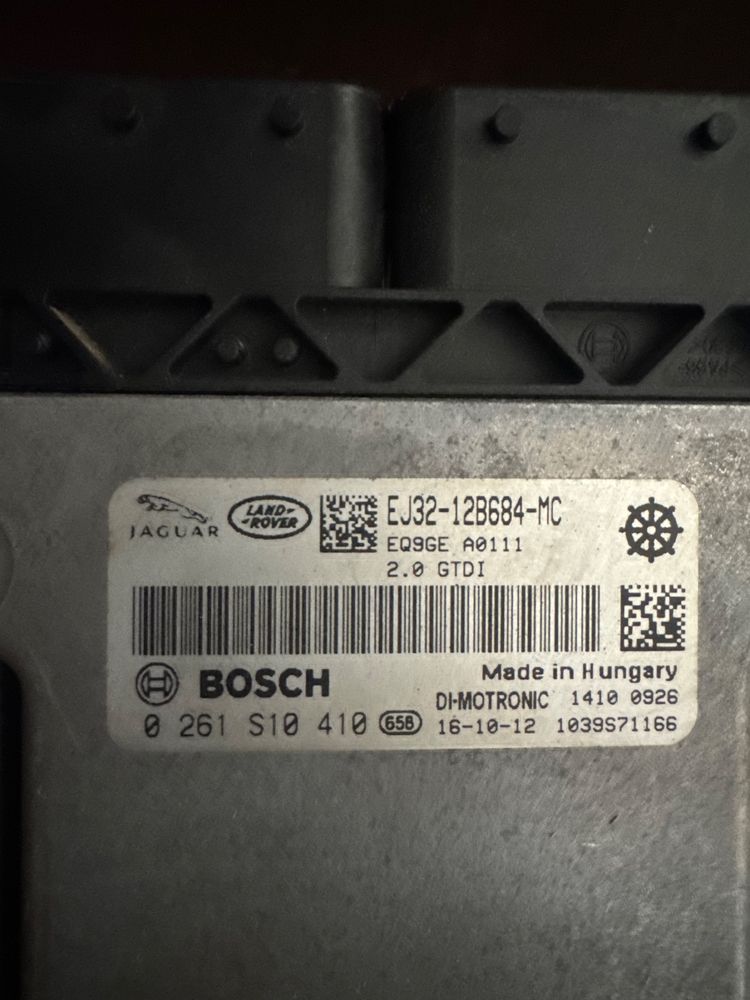 JAGUAR
LAND-
-ROVER
EJ32-12B684-MC
EQ9GE A0111
2.0 GTDI
BOSCH
Made in Hungary
DI-MOTRONIC 1410 0926
0 261 S10 410 658 16-10-12 1039S71166